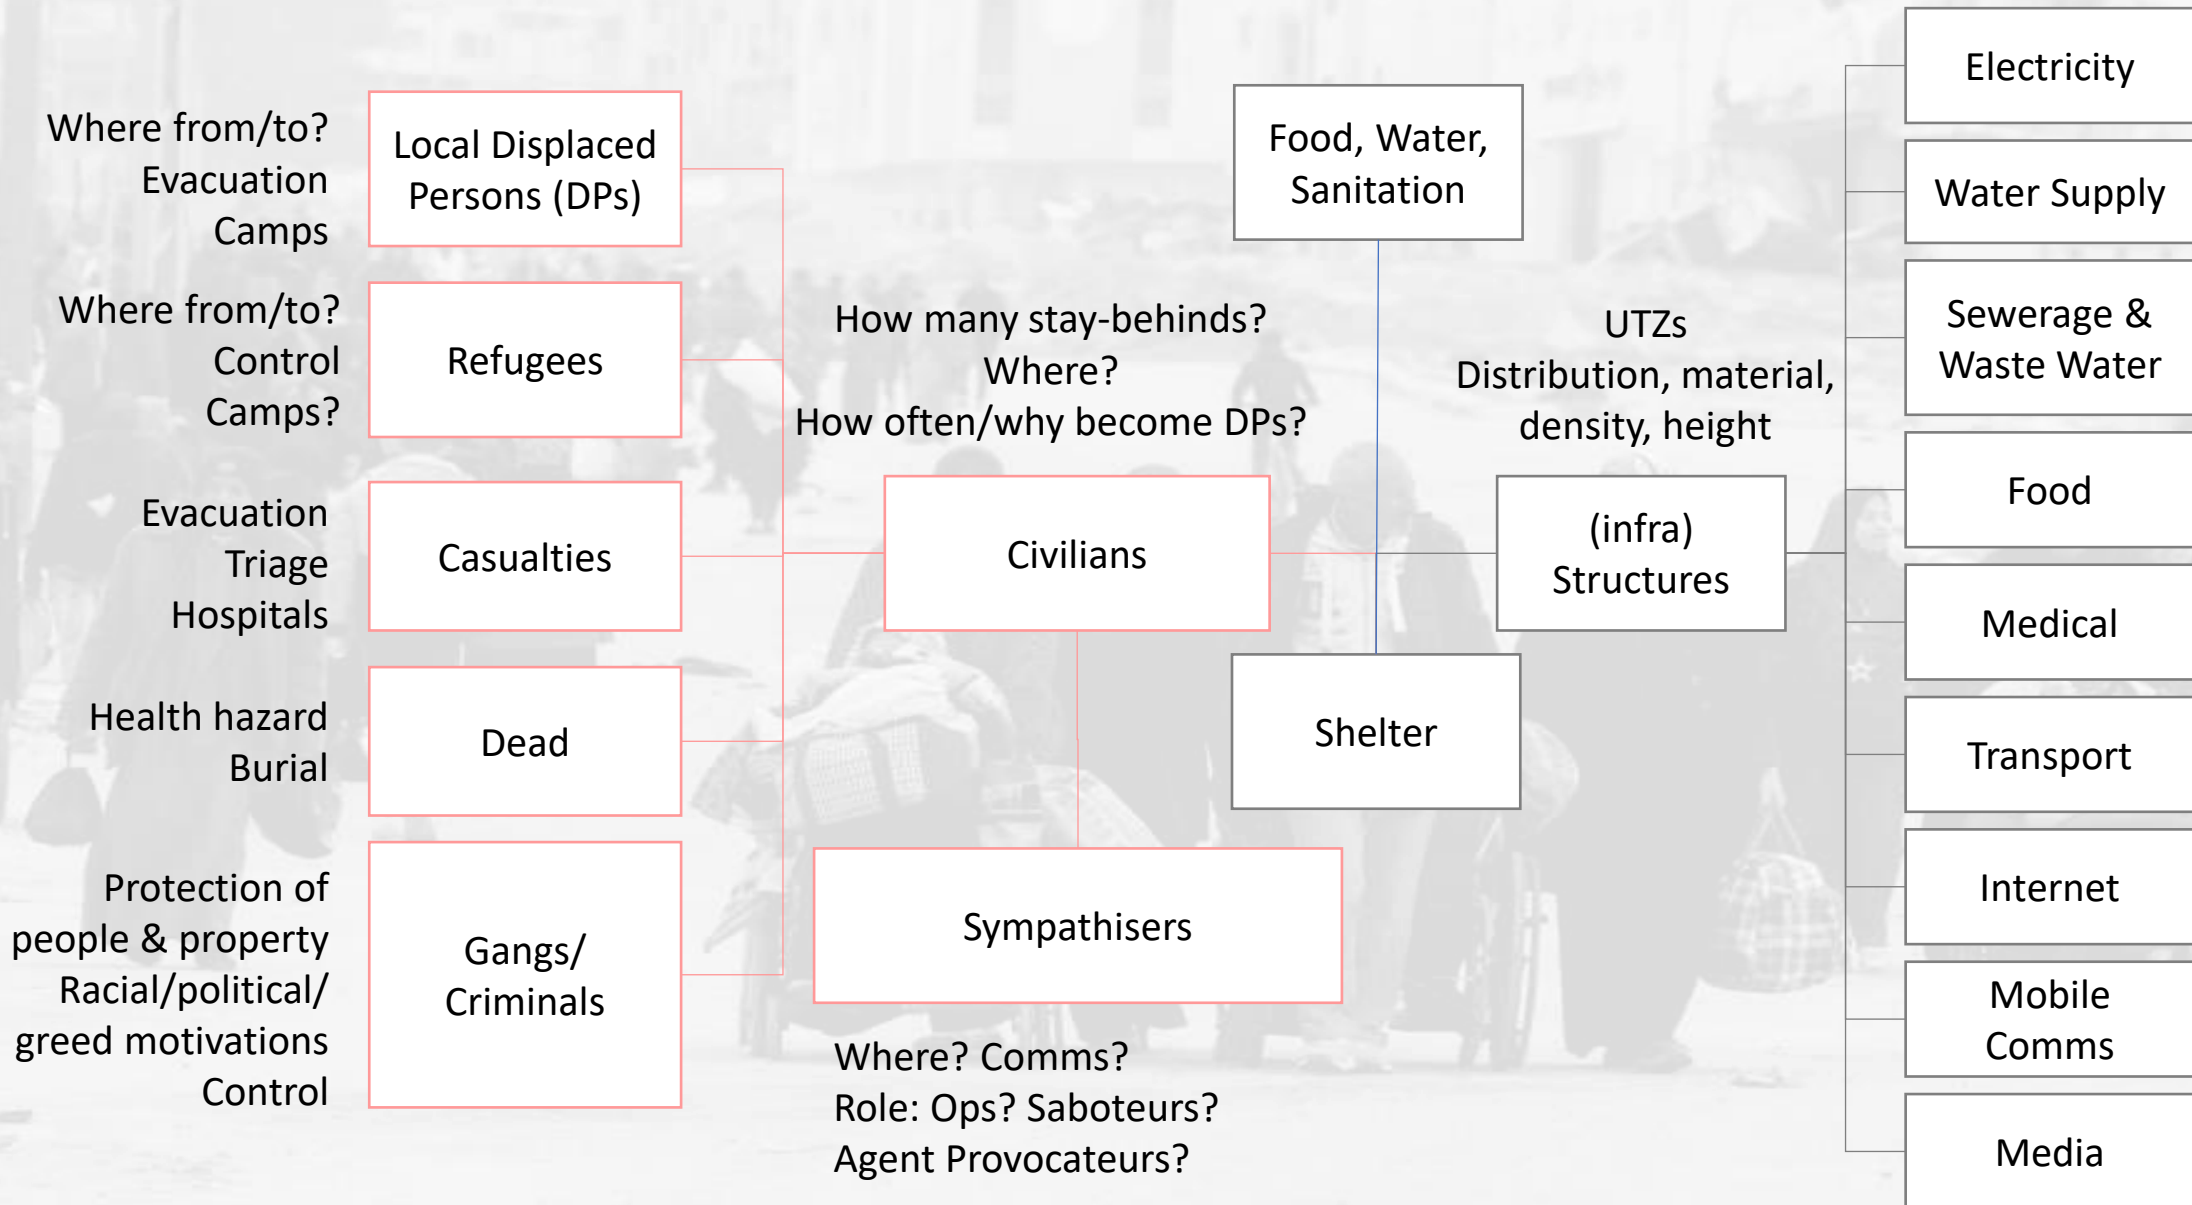 Where from/to?
Evacuation
Camps
Local Displaced
Persons (DPs)
Where from/to?
Control
Camps?
Refugees
Evacuation
Triage
Hospitals
Casualties
Health hazard
Burial
Dead
Protection of
people & property
Racial/political/
greed motivations
Control
Gangs/
Criminals
How many stay-behinds?
Where?
How often/why become DPs?
Civilians
Sympathisers
Where? Comms?
Role: Ops? Saboteurs?
Agent Provocateurs?
Food, Water,
Sanitation
Shelter
UTZs
Distribution, material,
density, height
(infra)
Structures
Electricity
Water Supply
Sewerage &
Waste Water
Food
Medical
Transport
Internet
Mobile
Comms
Media